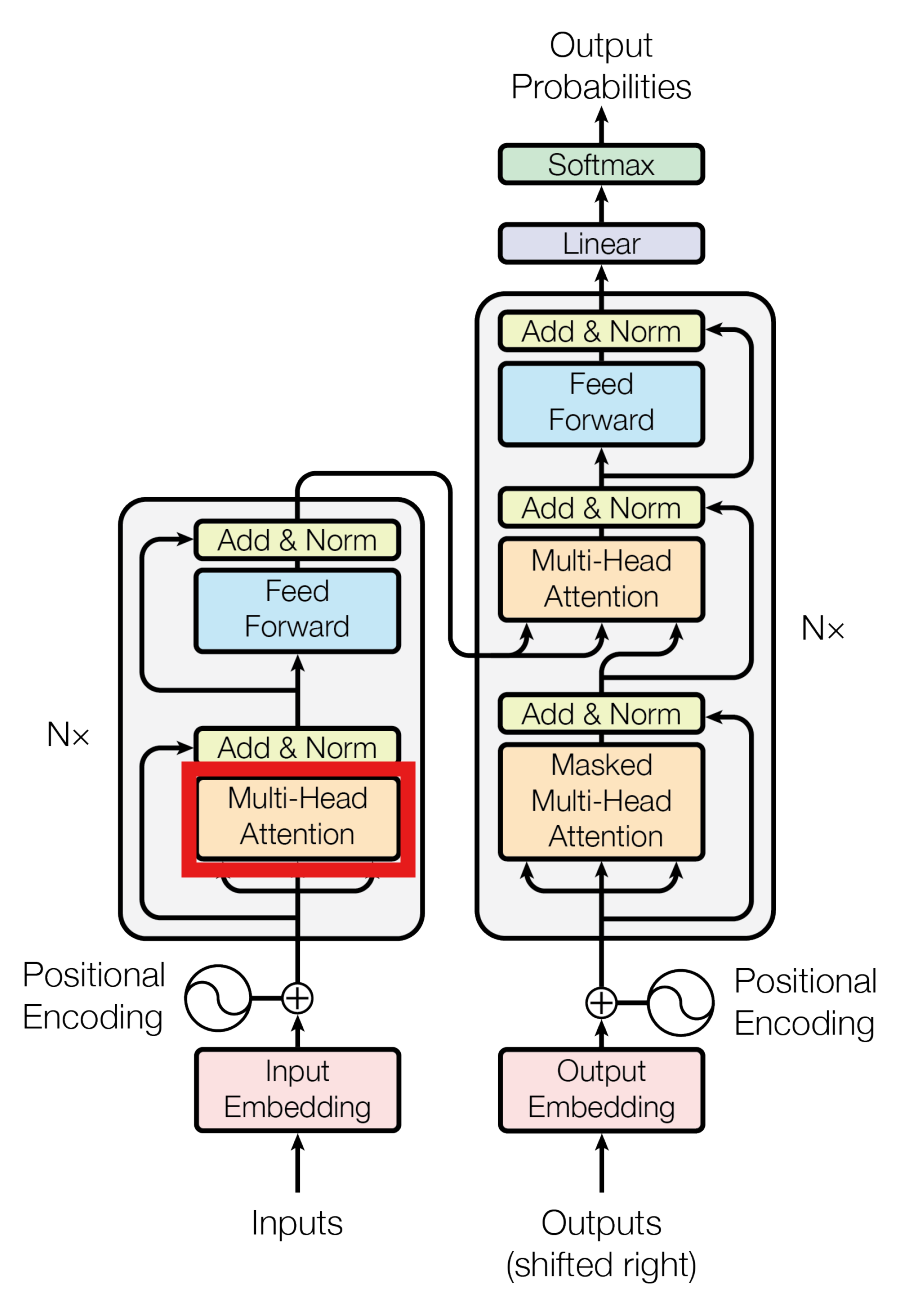 Output
Probabilities
Softmax
Linear
Add & Norm
Feed
Forward
Add & Norm
Multi-Head
Attention
N×
Add & Norm
Masked
Multi-Head
Attention
Positional
Encoding
Output
Embedding
Outputs
(shifted right)
Add & Norm
Feed
Forward
N×
Add & Norm
Multi-Head
Attention
Positional
Encoding
Input
Embedding
Inputs